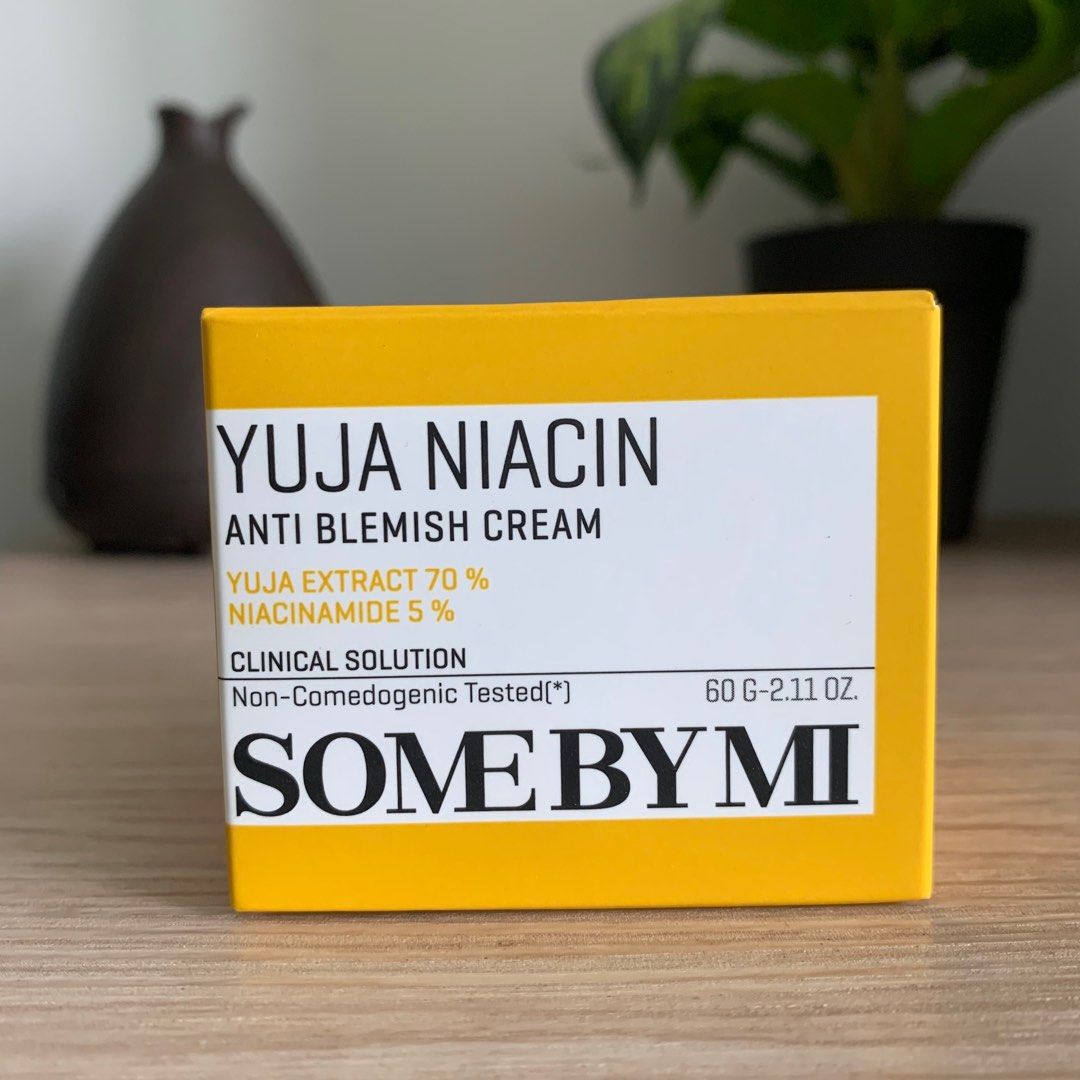 YUJA NIACIN
ANTI BLEMISH CREAM
YUJA EXTRACT 70 %
NIACINAMIDE 5 %
CLINICAL SOLUTION
Non-Comedogenic Tested(*) 60 G-2.11 OZ.
SOME BY MI